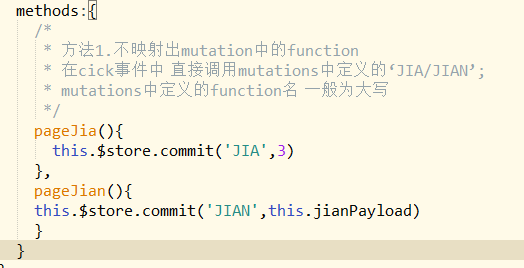 methods:{
/*
* 方法1.不映射出mutation中的function
* 在cick事件中 直接调用mutations中定义的‘JIA/JIAN’;
* mutations中定义的function名 一般为大写
*/
pageJia(){
this.$store.commit('JIA',3)
},
pageJian(){
this.$store.commit('JIAN',this.jianPayload)
}
}